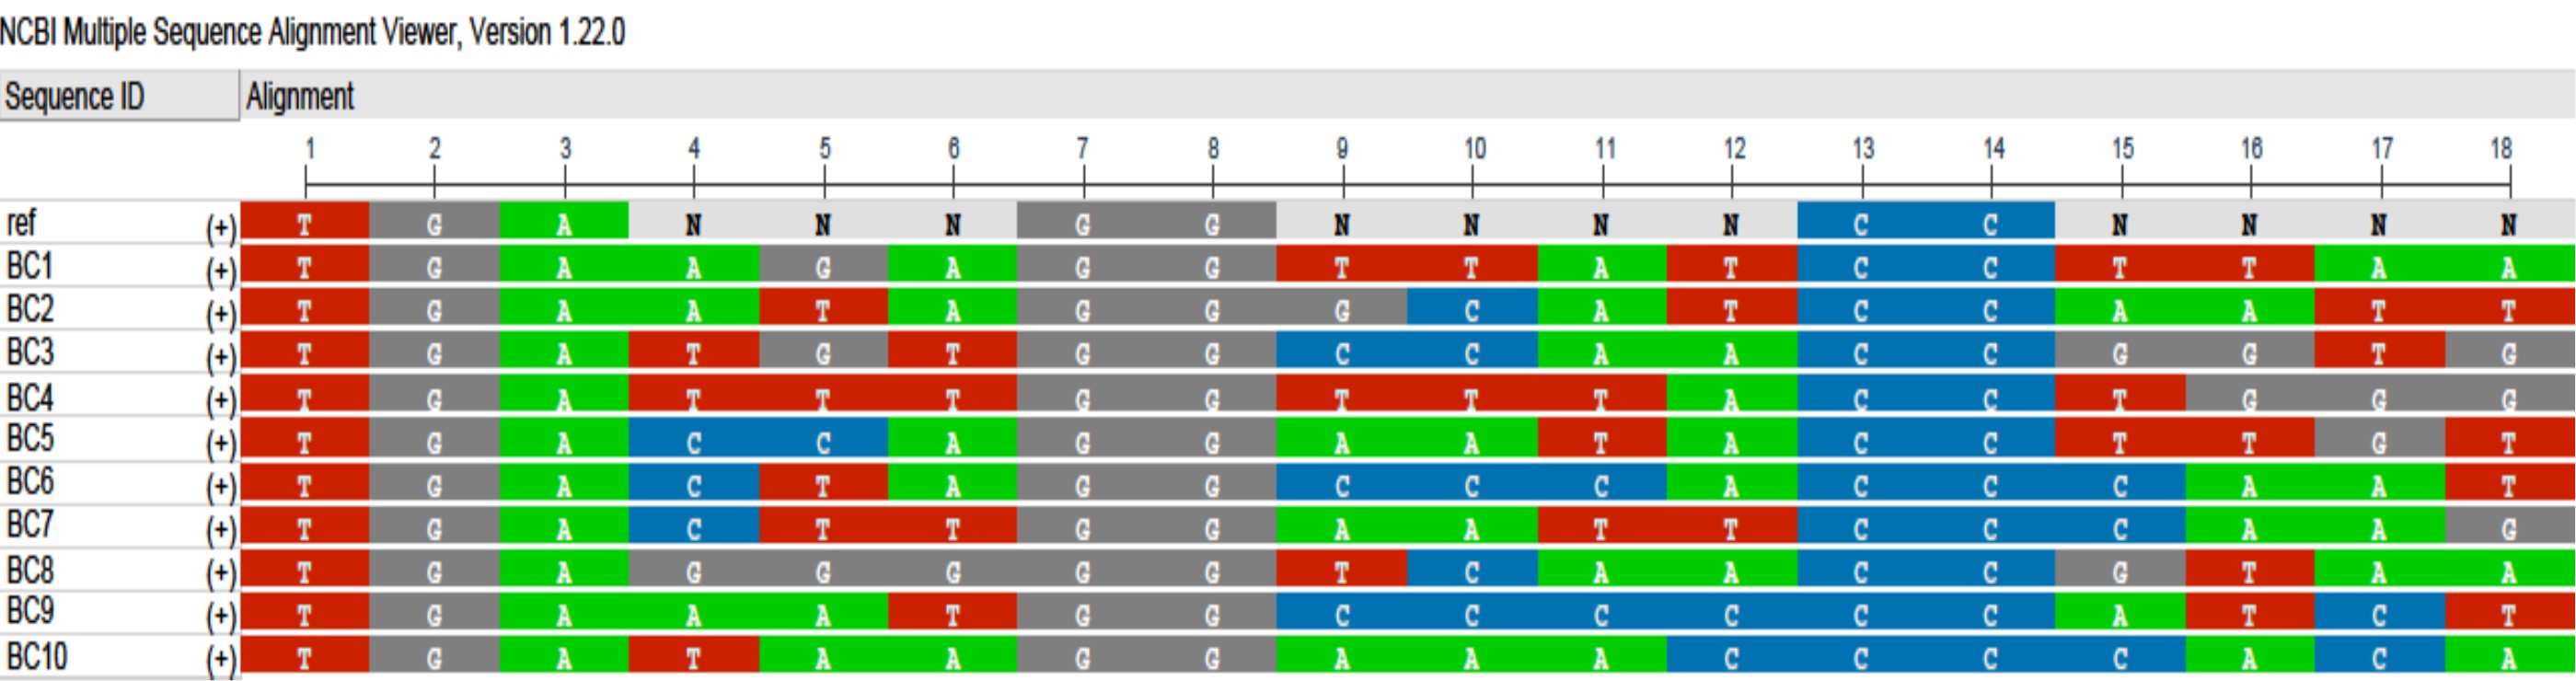 NCBI Multiple Sequence Alignment Viewer, Version 1.22.0
Sequence ID Alignment
1 2 3 4 5 6 7 8 9 10 11 12 13 14 15 16 17 18
ref (+) T G A N N N G G N N N N C C N N N N
BC1 (+) T G A A G A G G T T A T C C T T A A
BC2 (+) T G A A T A G G G C A T C C A A T T
BC3 (+) T G A T G T G G C C A A C C G G T G
BC4 (+) T G A T T T G G T T T A C C T G G G
BC5 (+) T G A C C A G G A A T A C C T T G T
BC6 (+) T G A C T A G G C C C A C C C A A T
BC7 (+) T G A C T T G G A A T T C C C A A G
BC8 (+) T G A G G G G G T C A A C C G T A A
BC9 (+) T G A A A T G G C C C C C C A T C T
BC10 (+) T G A T A A G G A A A C C C C A C A